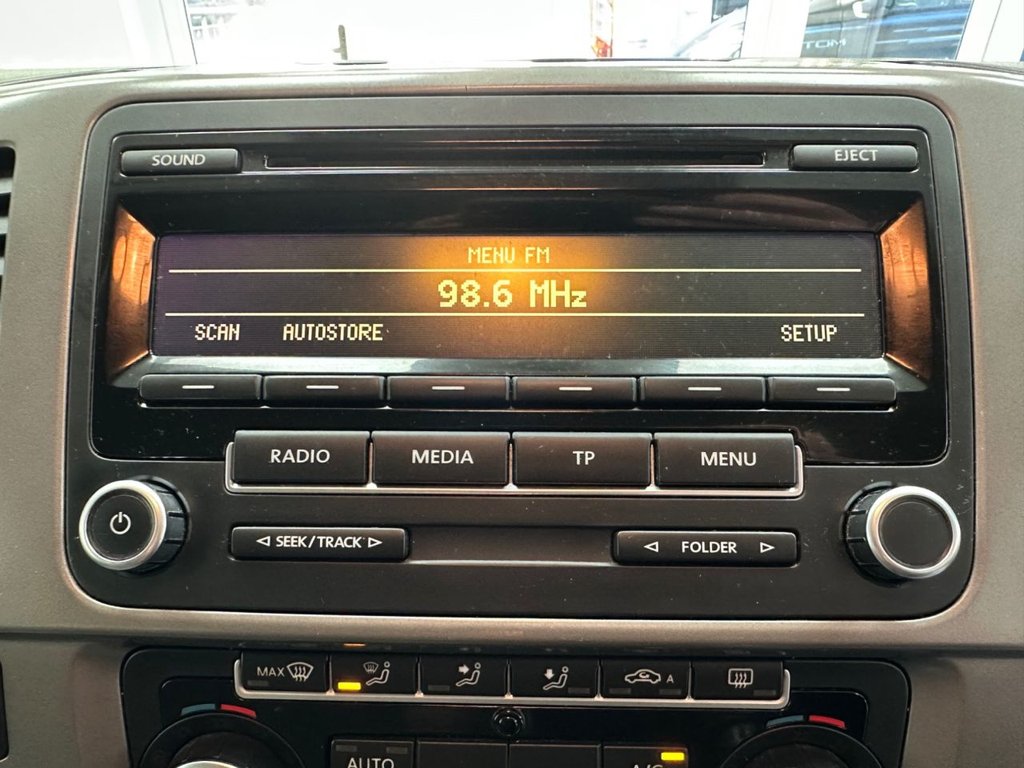 TOM
SOUND EJECT
MENU FM
98.6 MHz
SCAN AUTOSTORE SETUP
RADIO MEDIA TP MENU
SEEK/TRACK FOLDER
MAX A
AUTO A/C